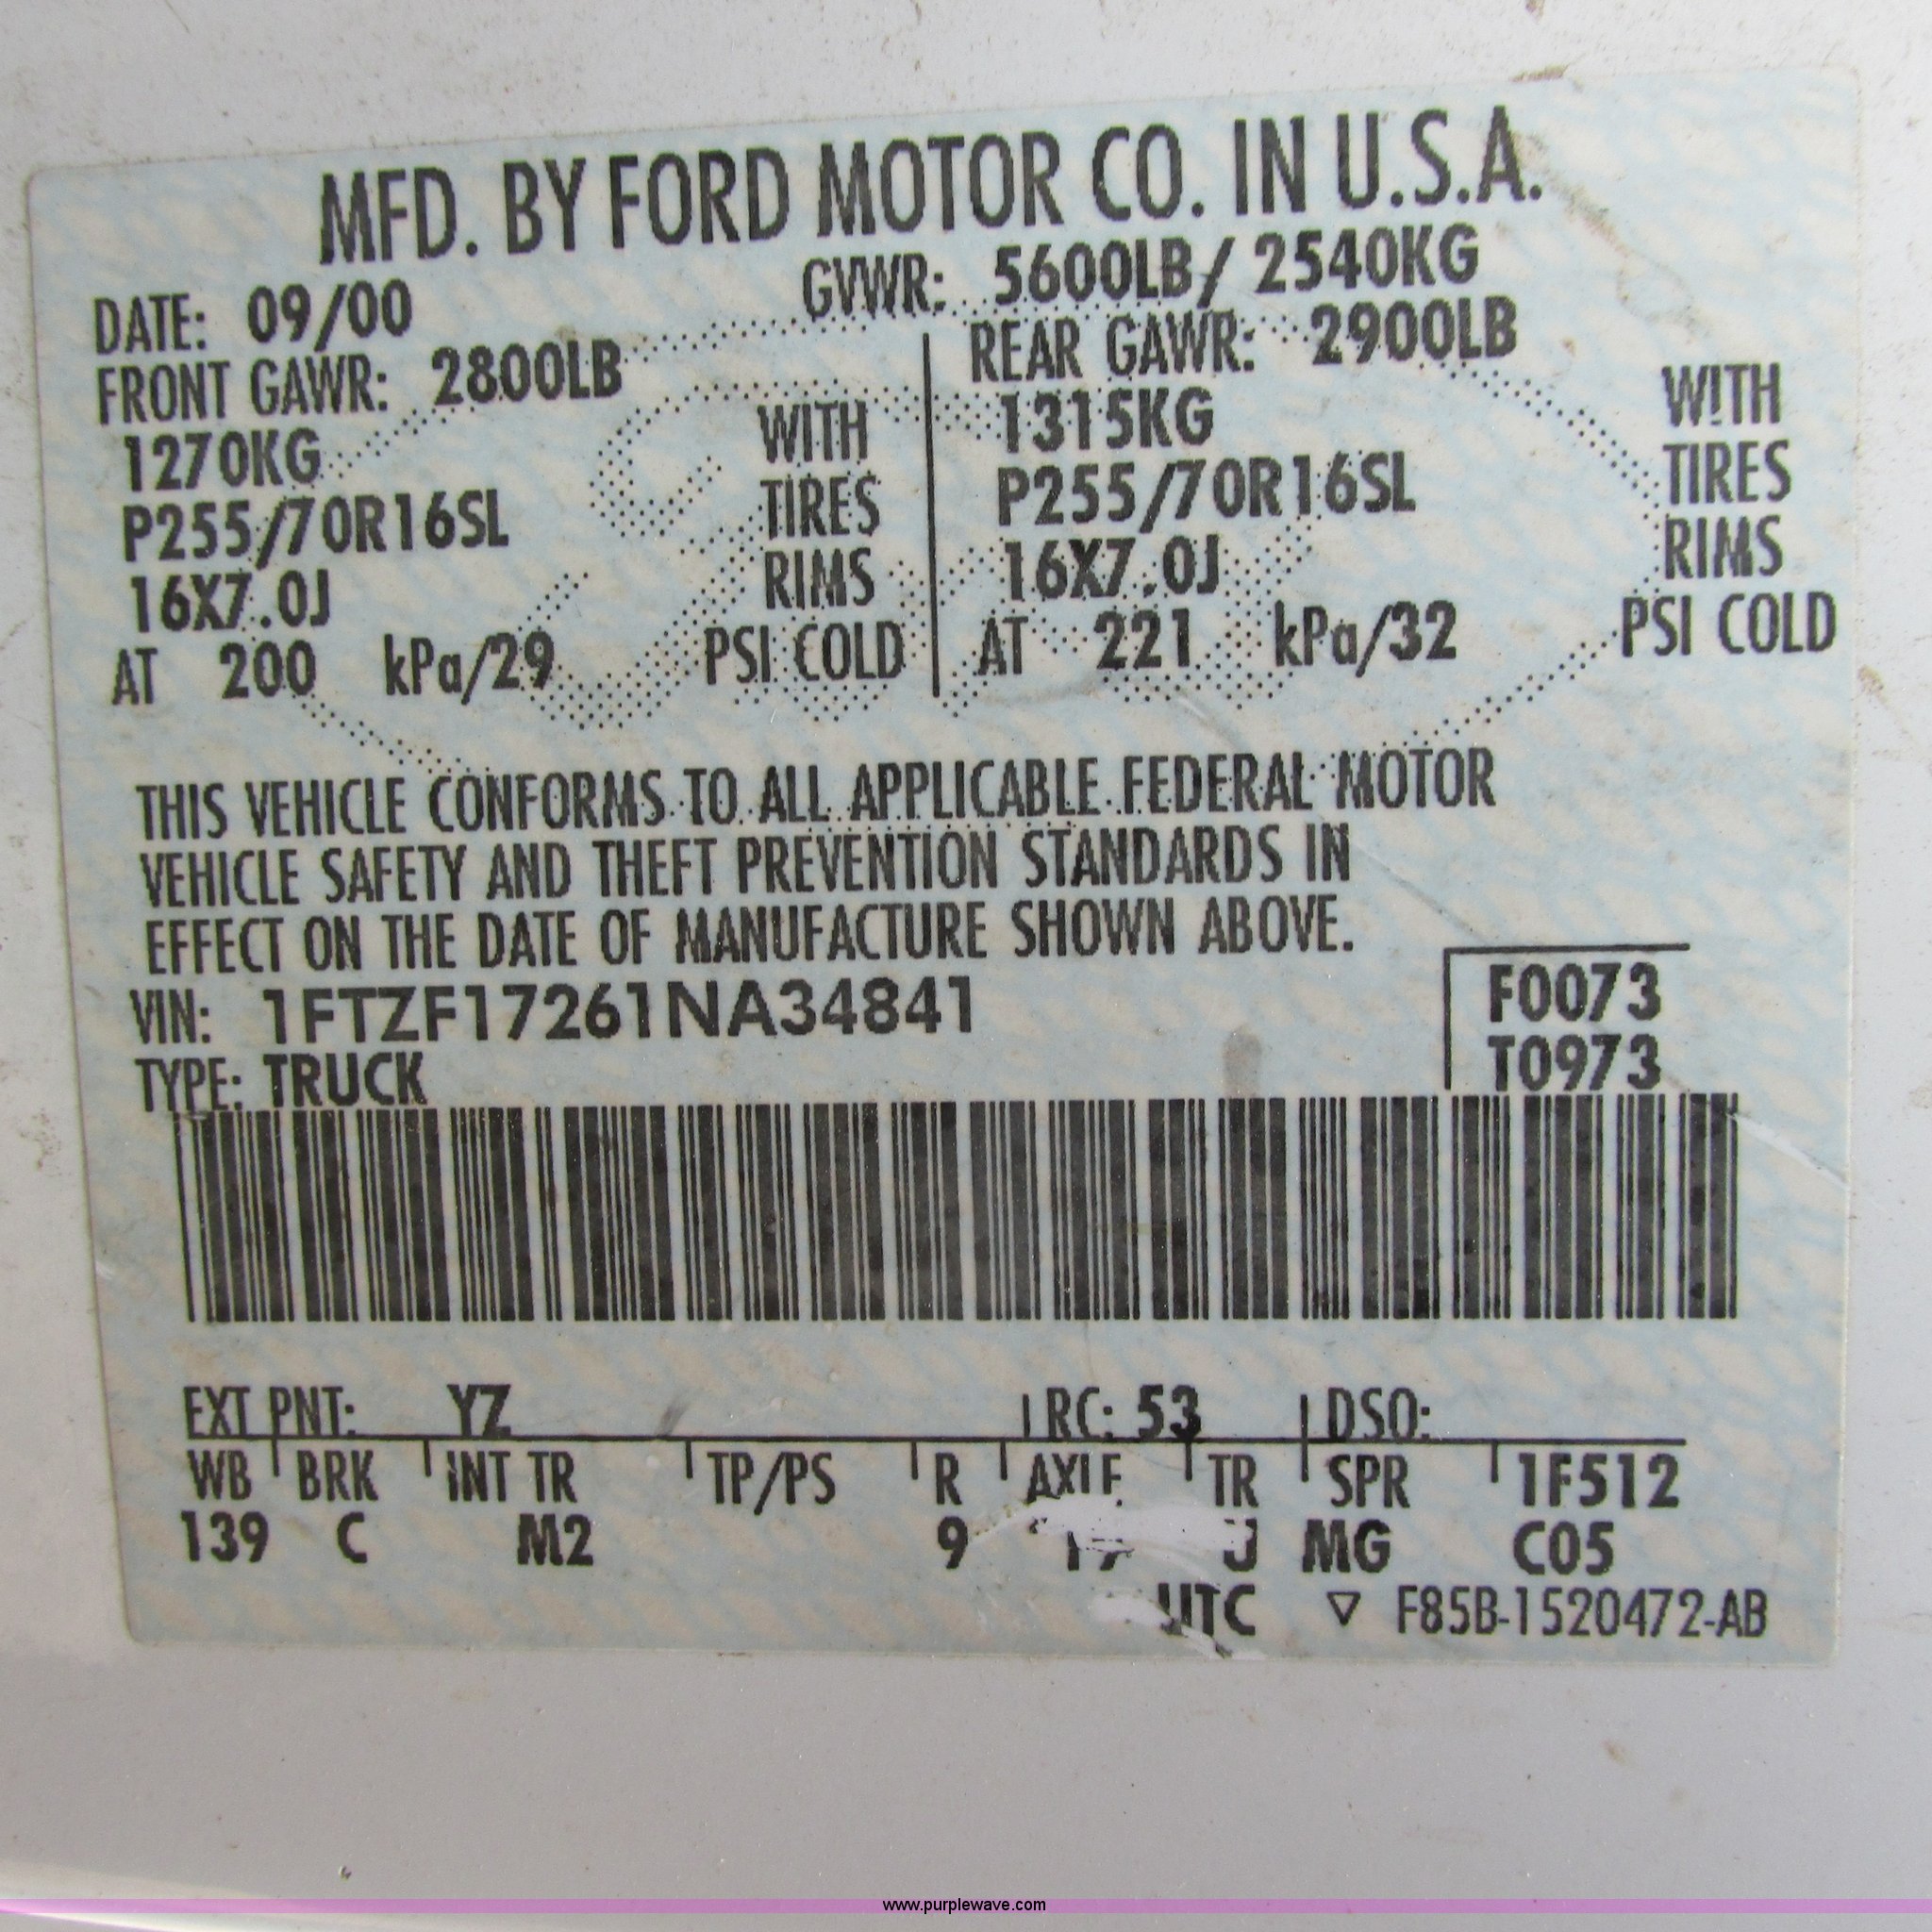 MFD. BY FORD MOTOR CO. IN U.S.A.
DATE: 09/00 GVWR: 5600LB/ 2540KG
FRONT GAWR: 2800LB REAR GAWR: 2900LB
1270KG WITH 1315KG WITH
P255/70R16SL TIRES P255/70R16SL TIRES
16X7.0J RIMS 16X7.0J RIMS
AT 200 kPa/29 PSI COLD AT 221 kPa/32 PSI COLD
THIS VEHICLE CONFORMS TO ALL APPLICABLE FEDERAL MOTOR
VEHICLE SAFETY AND THEFT PREVENTION STANDARDS IN
EFFECT ON THE DATE OF MANUFACTURE SHOWN ABOVE.
VIN: 1FTZF17261NA34841 F0073
TYPE: TRUCK T0973
EXT PNT: YZ RC: 53 DSO:
WB BRK INT TR TP/PS R AXLE TR SPR 1F512
139 C M2 9 MG C05
UTC ▽ F85B-1520472-AB
www.purplewave.com